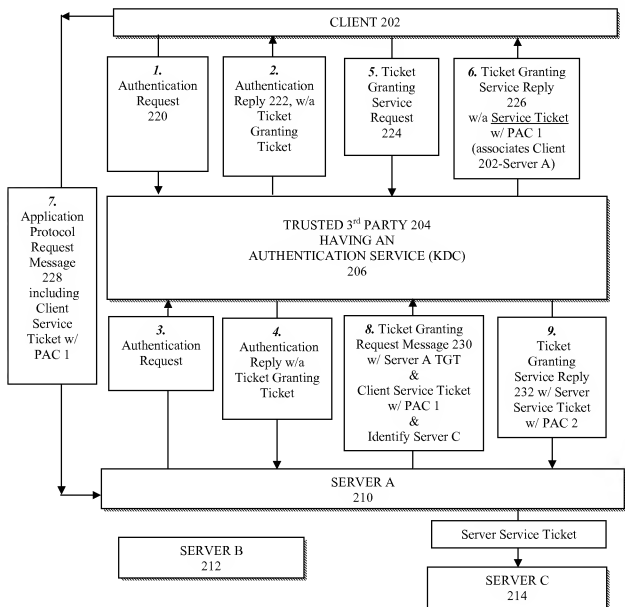 CLIENT 202
1.
Authentication
Request
220
2.
Authentication
Reply 222, w/a
Ticket
Granting
Ticket
5. Ticket
Granting
Service
Request
224
6. Ticket Granting
Service Reply
226
w/a Service Ticket
w/ PAC 1
(associates Client
202-Server A)
7.
Application
Protocol
Request
Message
228
including
Client
Service
Ticket w/
PAC 1
TRUSTED 3rd PARTY 204
HAVING AN
AUTHENTICATION SERVICE (KDC)
206
3.
Authentication
Request
4.
Authentication
Reply w/a
Ticket Granting
Ticket
8. Ticket Granting
Request Message 230
w/ Server A TGT
&
Client Service Ticket
w/ PAC 1
&
Identify Server C
9.
Ticket
Granting
Service Reply
232 w/ Server
Service Ticket
w/ PAC 2
SERVER A
210
Server Service Ticket
SERVER B
212
SERVER C
214